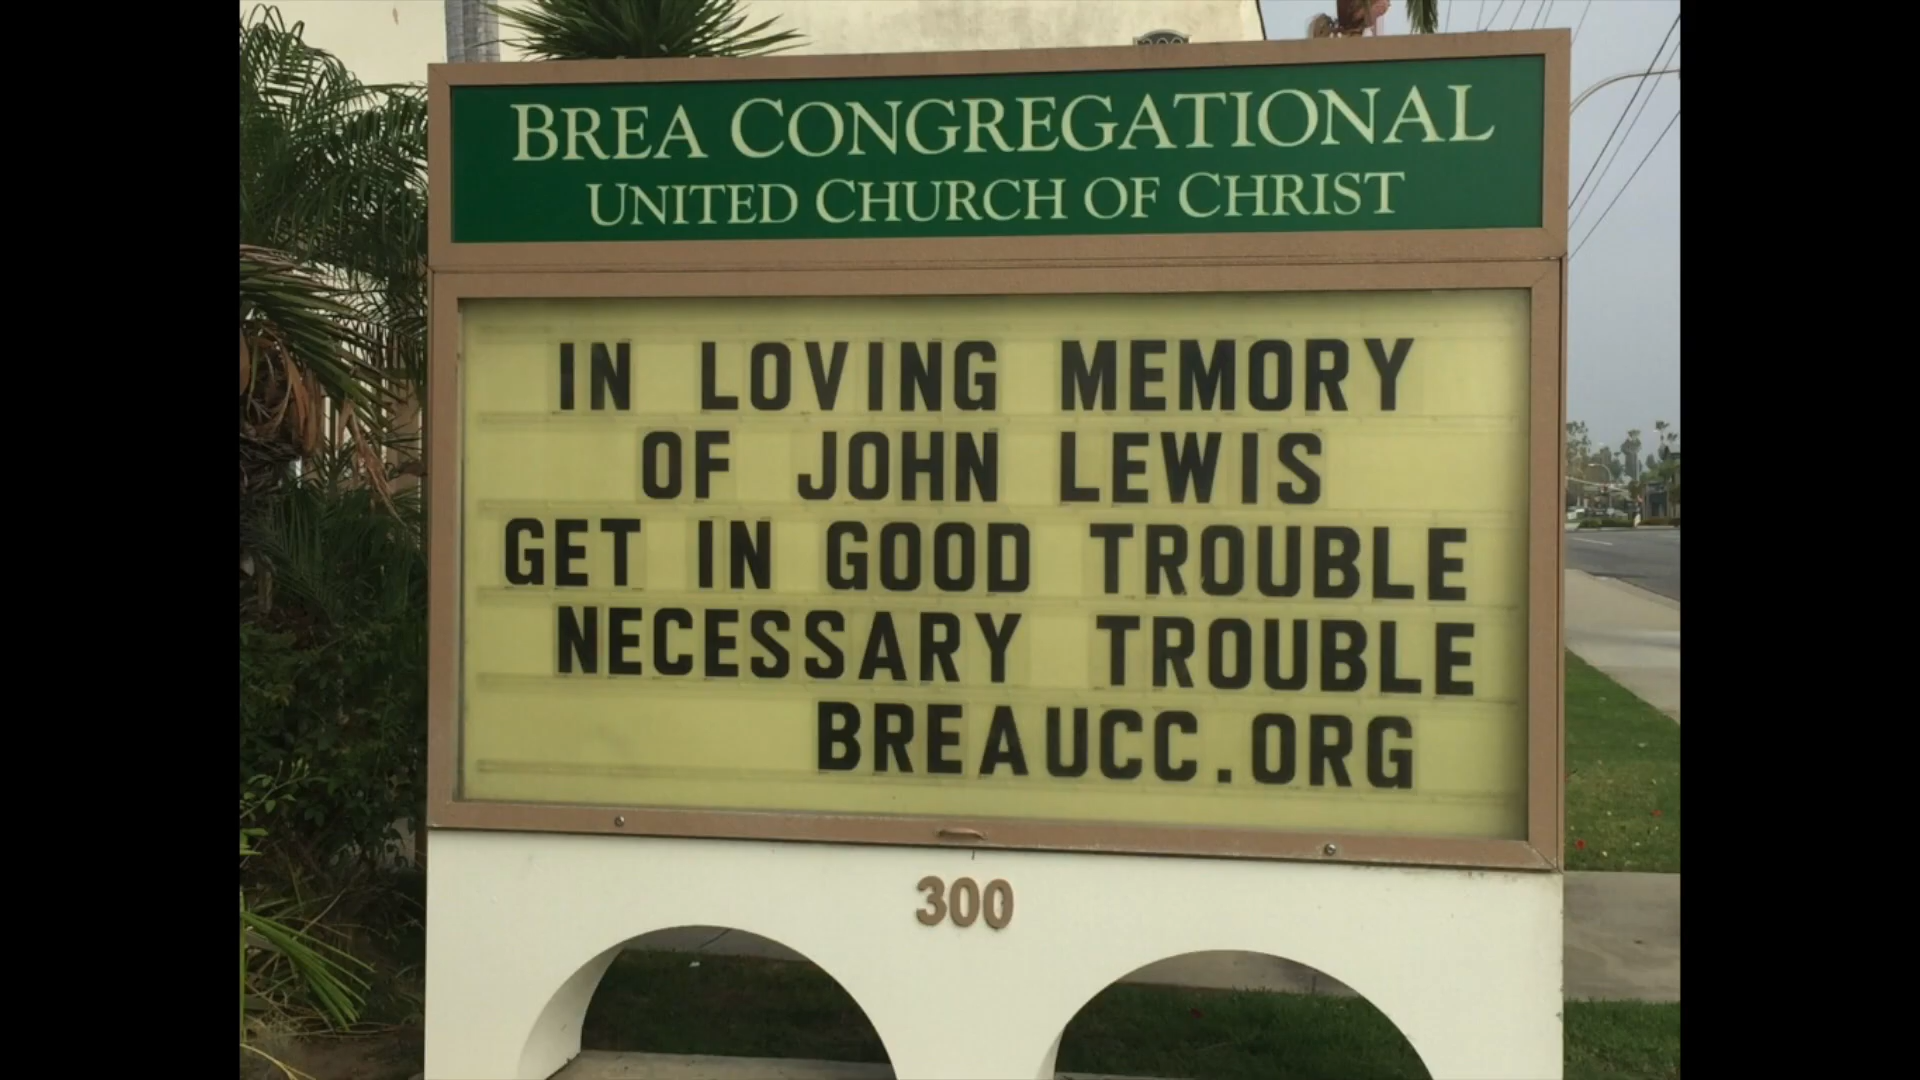 BREA CONGREGATIONAL
UNITED CHURCH OF CHRIST
IN LOVING MEMORY
OF JOHN LEWIS
GET IN GOOD TROUBLE
NECESSARY TROUBLE
BREAUCC.ORG
300